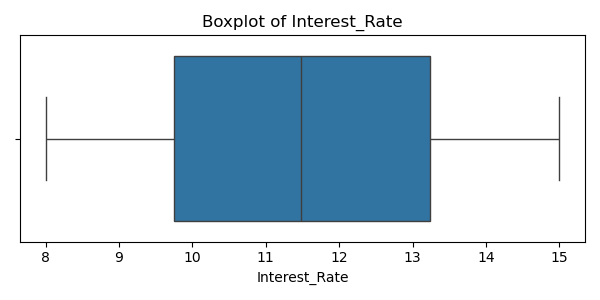 Boxplot of Interest_Rate
8 9 10 11 12 13 14 15
Interest_Rate